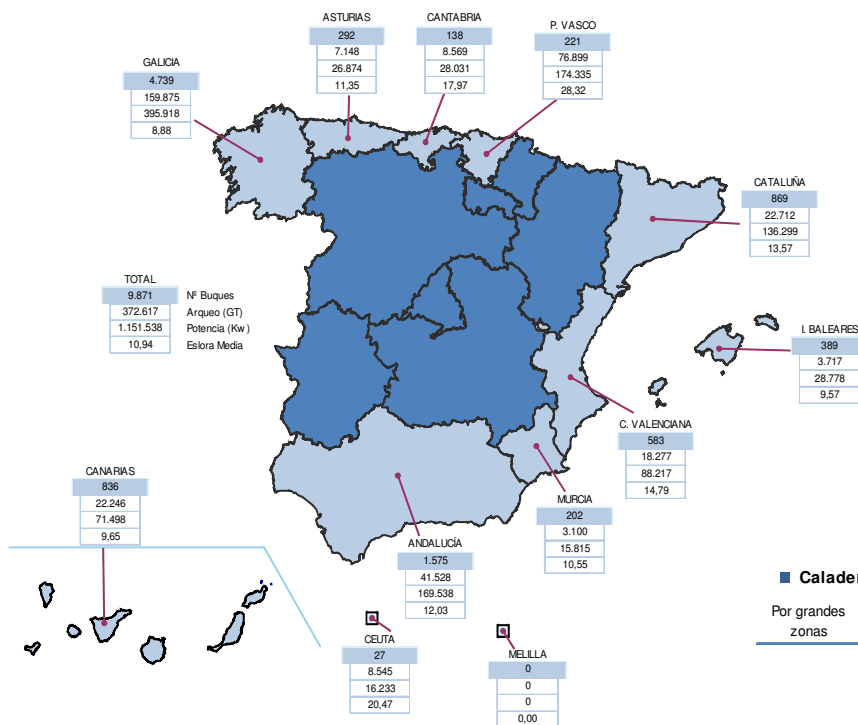 ASTURIAS
292
7.148
26.874
11,35
CANTABRIA
138
8.569
28.031
17,97
P. VASCO
221
76.899
174.335
28,32
GALICIA
4.739
159.875
395.918
8,88
CATALUÑA
869
22.712
136.299
13,57
TOTAL
9.871 Nº Buques
372.617 Arqueo (GT)
1.151.538 Potencia (Kw)
10,94 Eslora Media
I. BALEARES
389
3.717
28.778
9,57
C. VALENCIANA
583
18.277
88.217
14,79
CANARIAS
836
22.246
71.498
9,65
MURCIA
202
3.100
15.815
10,55
ANDALUCÍA
1.575
41.528
169.538
12,03
CEUTA
27
8.545
16.233
20,47
MELILLA
0
0
0
0,00
Calader
Por grandes
zonas